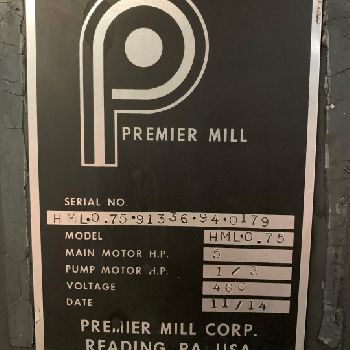 P
PREMIER MILL
SERIAL NO.
HML·0.75·91336·94·0179
MODEL HML·0.75
MAIN MOTOR H.P. 5
PUMP MOTOR H.P. 1/3
VOLTAGE 460
DATE 11/14
PREMIER MILL CORP.
READING, PA. USA